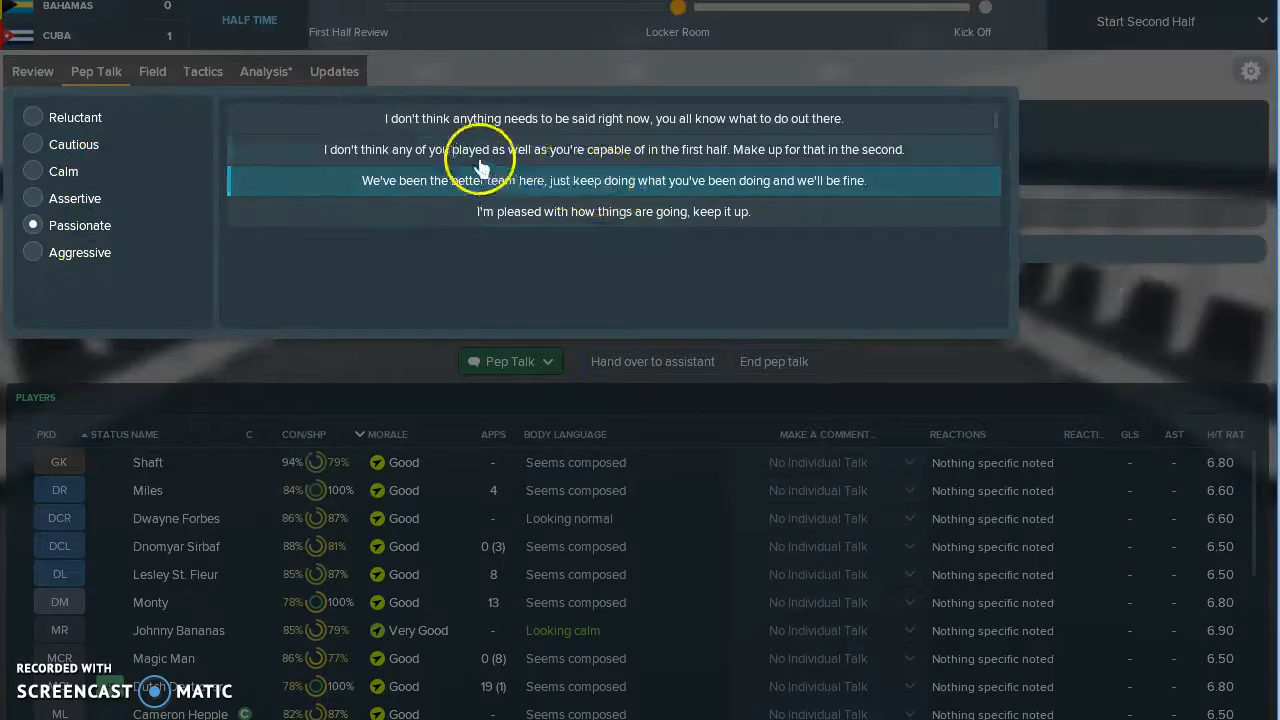 BAHAMAS 0
CUBA 1
HALF TIME
First Half Review
Locker Room
Kick Off
Start Second Half
Review Pep Talk Field Tactics Analysis* Updates
Reluctant
Cautious
Calm
Assertive
Passionate
Aggressive
I don't think anything needs to be said right now, you all know what to do out there.
I don't think any of you played as well as you're capable of in the first half. Make up for that in the second.
We've been the better team here, just keep doing what you've been doing and we'll be fine.
I'm pleased with how things are going, keep it up.
Pep Talk Hand over to assistant End pep talk
PLAYERS
PKD STATUS NAME C CON/SHP MORALE APPS BODY LANGUAGE MAKE A COMMENT... REACTIONS REACTI... GLS AST H/T RAT
GK Shaft 94% 79% Good - Seems composed No Individual Talk Nothing specific noted - - 6.80
DR Miles 84% 100% Good 4 Seems composed No Individual Talk Nothing specific noted - - 6.60
DCR Dwayne Forbes 86% 87% Good - Looking normal No Individual Talk Nothing specific noted - - 6.60
DCL Dnomyar Sirbaf 88% 81% Good 0 (3) Seems composed No Individual Talk Nothing specific noted - - 6.50
DL Lesley St. Fleur 85% 87% Good 8 Seems composed No Individual Talk Nothing specific noted - - 6.50
DM Monty 78% 100% Good 13 Seems composed No Individual Talk Nothing specific noted - - 6.80
MR Johnny Bananas 85% 79% Very Good - Looking calm No Individual Talk Nothing specific noted - - 6.90
MCR Magic Man 86% 77% Good 0 (8) Seems composed No Individual Talk Nothing specific noted - - 6.50
78% 100% Good 19 (1) Seems composed No Individual Talk Nothing specific noted - - 6.80
ML Cameron Hepple C 82% 87% Good Seems composed No Individual Talk Nothing specific noted - - 6.50
RECORDED WITH
SCREENCAST MATIC